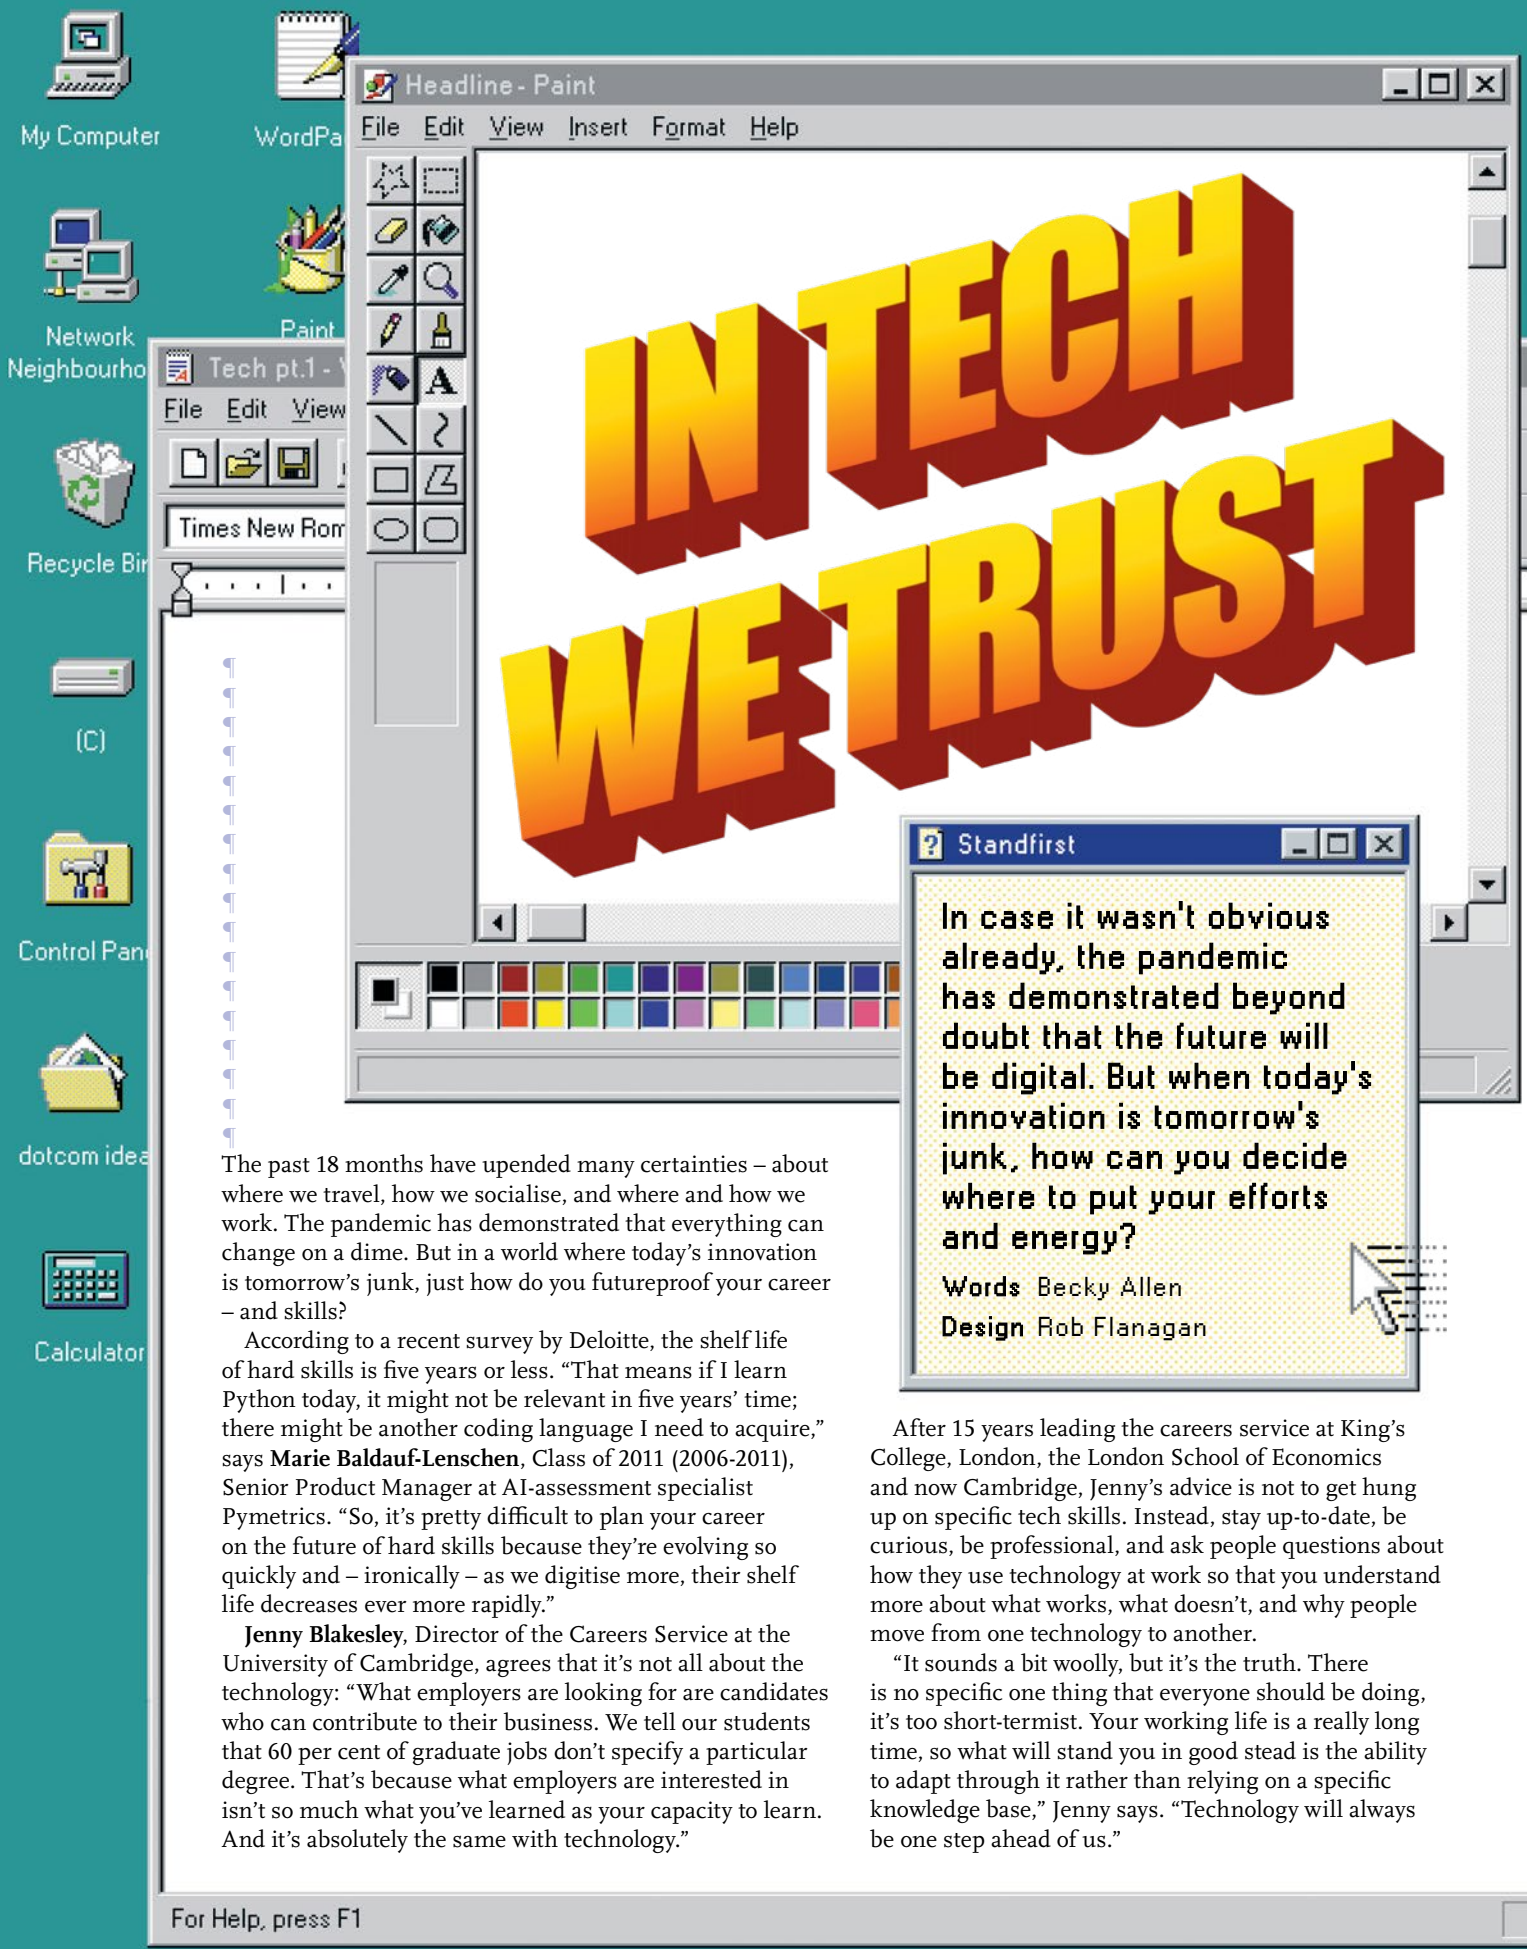 My Computer
WordPa
Network
Neighbourho
Paint
Recycle Bin
(C)
Control Pane
dotcom idea
Calculator
Headline - Paint
File Edit View Insert Format Help
IN TECH
WE TRUST
Tech pt.1 -
File Edit View
Times New Rom
Standfirst
In case it wasn't obvious
already, the pandemic
has demonstrated beyond
doubt that the future will
be digital. But when today's
innovation is tomorrow's
junk, how can you decide
where to put your efforts
and energy?
Words Becky Allen
Design Rob Flanagan
The past 18 months have upended many certainties – about
where we travel, how we socialise, and where and how we
work. The pandemic has demonstrated that everything can
change on a dime. But in a world where today’s innovation
is tomorrow’s junk, just how do you futureproof your career
– and skills?
According to a recent survey by Deloitte, the shelf life
of hard skills is five years or less. “That means if I learn
Python today, it might not be relevant in five years’ time;
there might be another coding language I need to acquire,”
says Marie Baldauf-Lenschen, Class of 2011 (2006-2011),
Senior Product Manager at AI-assessment specialist
Pymetrics. “So, it’s pretty difficult to plan your career
on the future of hard skills because they’re evolving so
quickly and – ironically – as we digitise more, their shelf
life decreases ever more rapidly.”
Jenny Blakesley, Director of the Careers Service at the
University of Cambridge, agrees that it’s not all about the
technology: “What employers are looking for are candidates
who can contribute to their business. We tell our students
that 60 per cent of graduate jobs don’t specify a particular
degree. That’s because what employers are interested in
isn’t so much what you’ve learned as your capacity to learn.
And it’s absolutely the same with technology.”
After 15 years leading the careers service at King’s
College, London, the London School of Economics
and now Cambridge, Jenny’s advice is not to get hung
up on specific tech skills. Instead, stay up-to-date, be
curious, be professional, and ask people questions about
how they use technology at work so that you understand
more about what works, what doesn’t, and why people
move from one technology to another.
“It sounds a bit woolly, but it’s the truth. There
is no specific one thing that everyone should be doing,
it’s too short-termist. Your working life is a really long
time, so what will stand you in good stead is the ability
to adapt through it rather than relying on a specific
knowledge base,” Jenny says. “Technology will always
be one step ahead of us.”
For Help, press F1